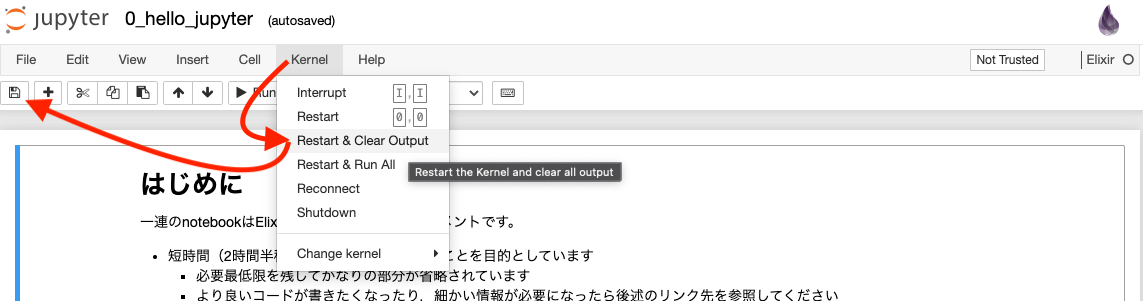 jupyter 0_hello_jupyter (autosaved)
File Edit View Insert Cell Kernel Help Not Trusted Elixir
Run
Interrupt I,I
Restart 0,0
Restart & Clear Output
Restart & Run All
Restart the Kernel and clear all output
Reconnect
Shutdown
Change kernel
はじめに
一連のnotebookはElix メントです。
短時間（2時間半程 ことを目的としています
必要最低限を残してかなりの部分が省略されています
より良いコードが書きたくなったり，細かい情報が必要になったら後述のリンク先を参照してください